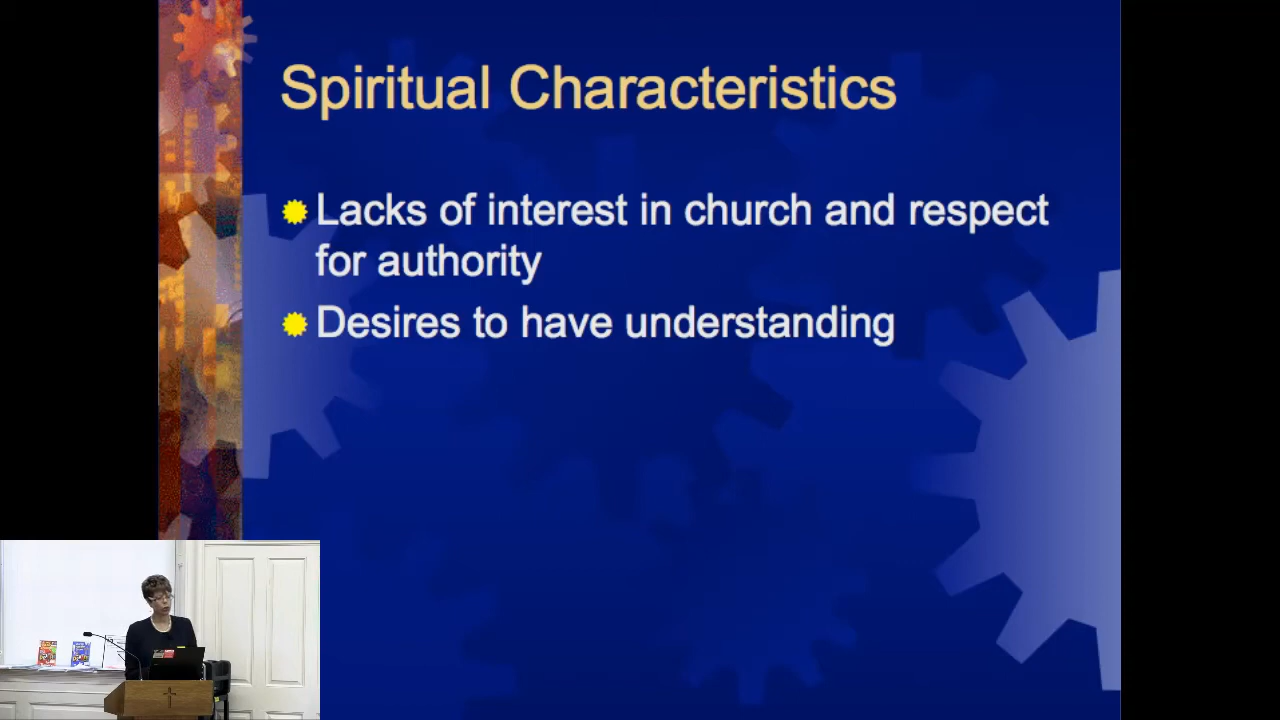 Spiritual Characteristics
Lacks of interest in church and respect
for authority
Desires to have understanding